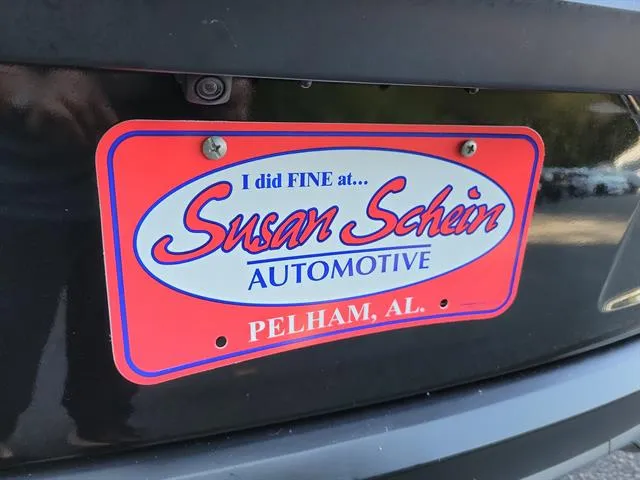 I did FINE at...
Susan Schein
AUTOMOTIVE
PELHAM, AL.